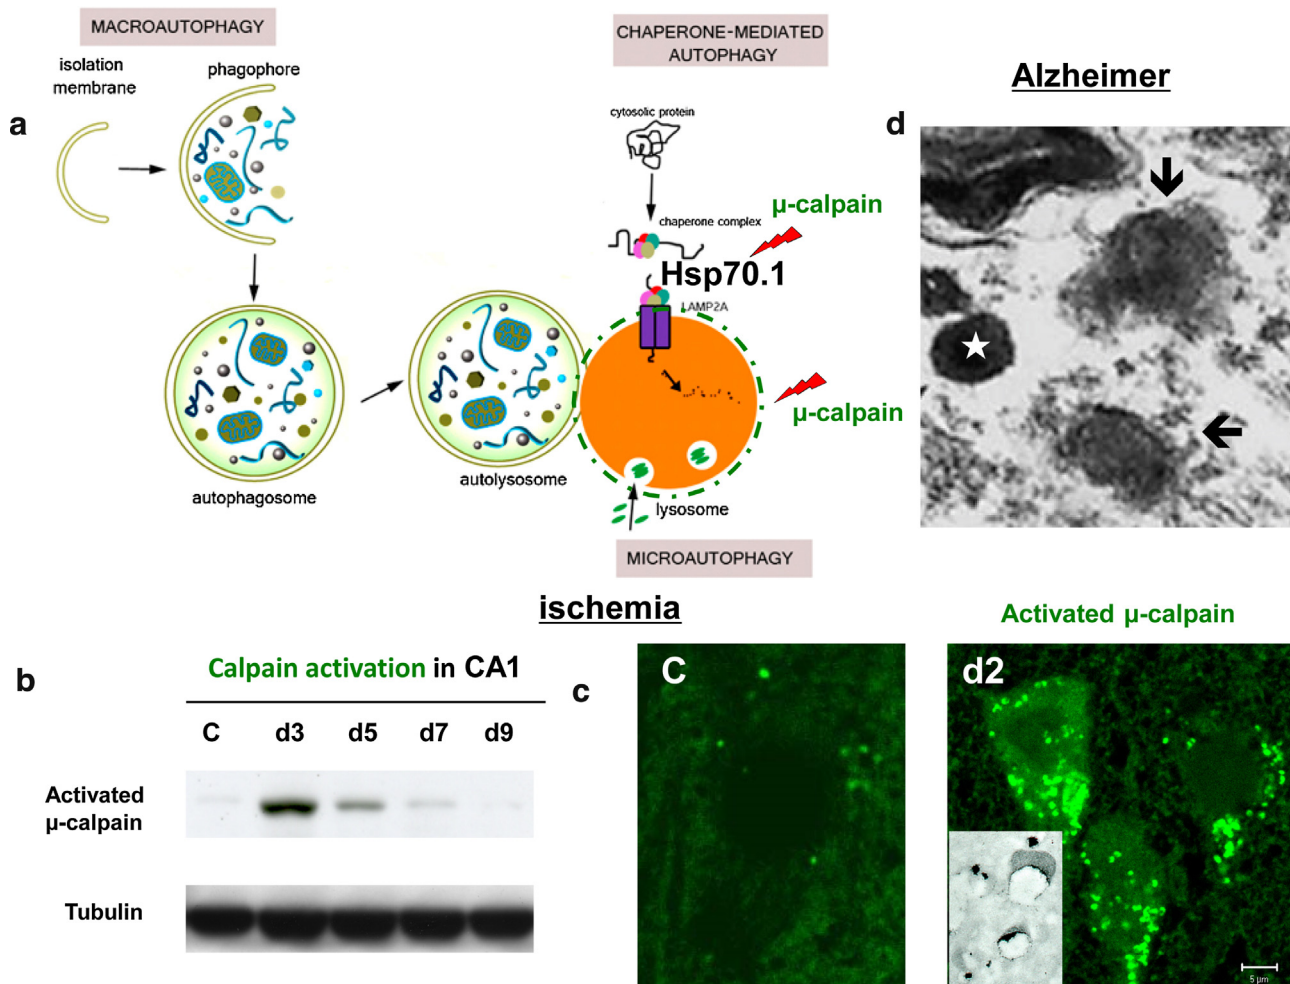 MACROAUTOPHAGY
isolation
membrane
phagophore
a
autophagosome
autolysosome
CHAPERONE-MEDIATED
AUTOPHAGY
cytosolic protein
µ-calpain
chaperone complex
Hsp70.1
LAMP2A
µ-calpain
lysosome
MICROAUTOPHAGY
Alzheimer
d
ischemia
b
Calpain activation in CA1
C d3 d5 d7 d9
Activated
µ-calpain
Tubulin
c
C
Activated µ-calpain
d2
5 µm